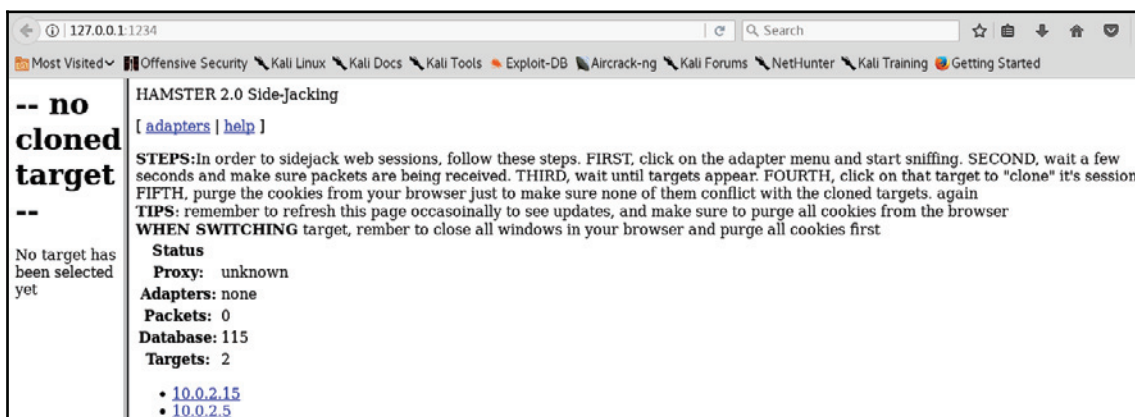 127.0.0.1:1234
Search
Most Visited Offensive Security Kali Linux Kali Docs Kali Tools Exploit-DB Aircrack-ng Kali Forums NetHunter Kali Training Getting Started
-- no
cloned
target
--
No target has
been selected
yet
HAMSTER 2.0 Side-Jacking
[ adapters | help ]
STEPS:In order to sidejack web sessions, follow these steps. FIRST, click on the adapter menu and start sniffing. SECOND, wait a few
seconds and make sure packets are being received. THIRD, wait until targets appear. FOURTH, click on that target to "clone" it's session
FIFTH, purge the cookies from your browser just to make sure none of them conflict with the cloned targets. again
TIPS: remember to refresh this page occasoinally to see updates, and make sure to purge all cookies from the browser
WHEN SWITCHING target, rember to close all windows in your browser and purge all cookies first
Status
Proxy: unknown
Adapters: none
Packets: 0
Database: 115
Targets: 2
• 10.0.2.15
• 10.0.2.5